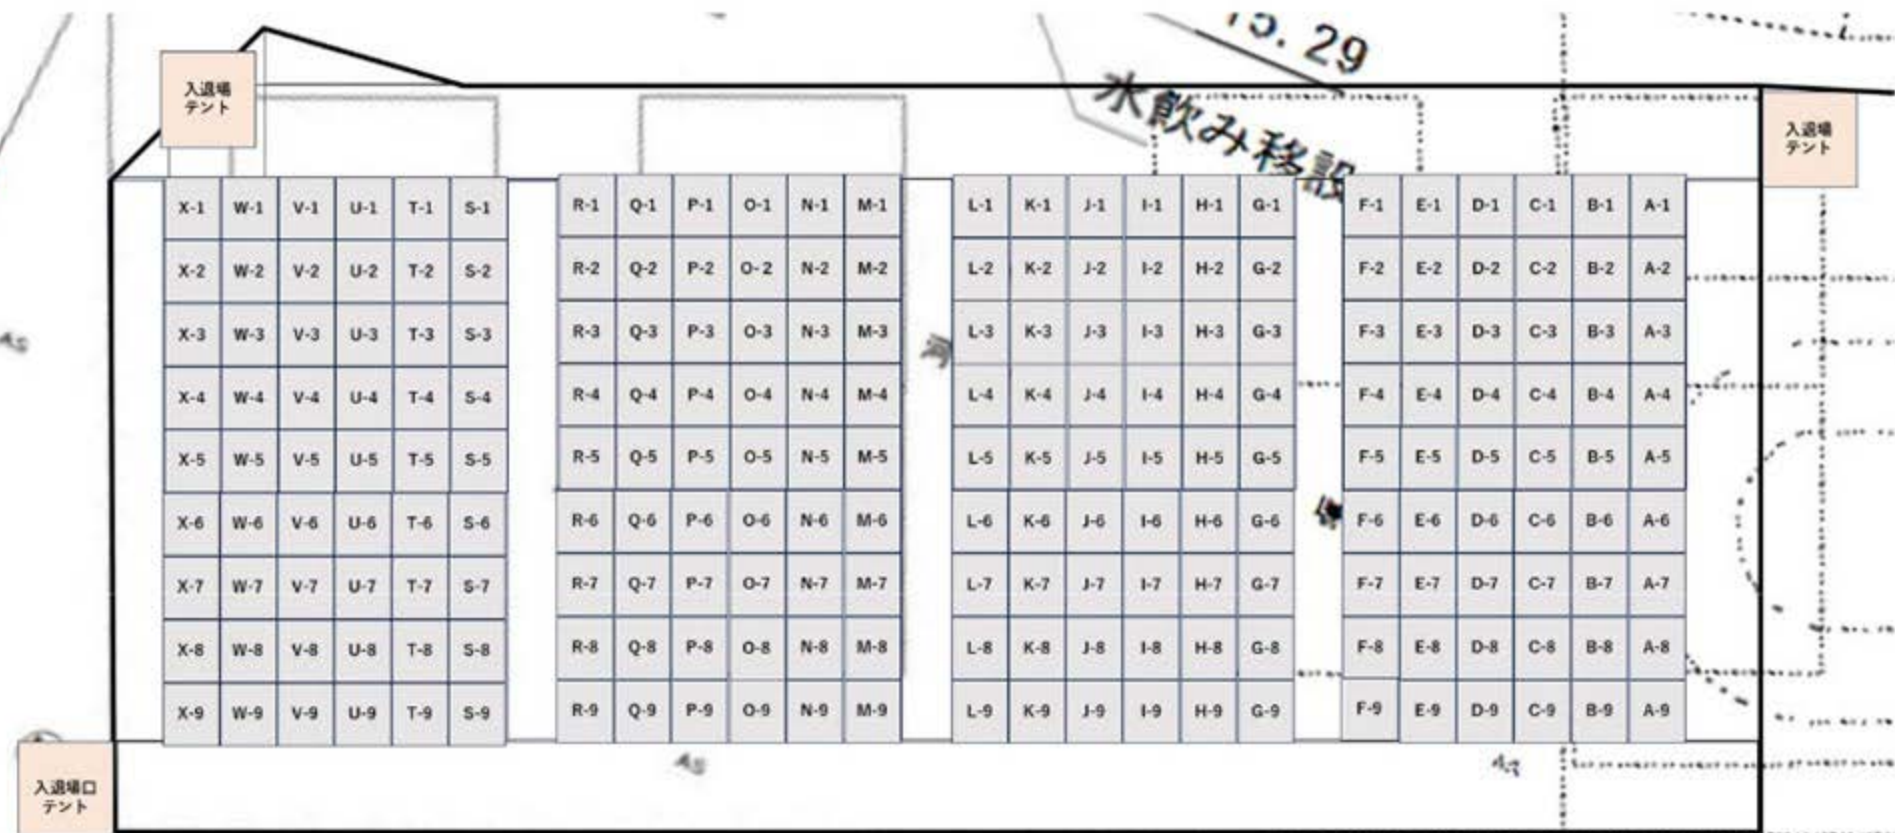 15. 29
水飲み移設
入退場
テント
入退場
テント
X-1 W-1 V-1 U-1 T-1 S-1 R-1 Q-1 P-1 O-1 N-1 M-1 L-1 K-1 J-1 I-1 H-1 G-1 F-1 E-1 D-1 C-1 B-1 A-1
X-2 W-2 V-2 U-2 T-2 S-2 R-2 Q-2 P-2 O-2 N-2 M-2 L-2 K-2 J-2 I-2 H-2 G-2 F-2 E-2 D-2 C-2 B-2 A-2
X-3 W-3 V-3 U-3 T-3 S-3 R-3 Q-3 P-3 O-3 N-3 M-3 L-3 K-3 J-3 I-3 H-3 G-3 F-3 E-3 D-3 C-3 B-3 A-3
As
河
X-4 W-4 V-4 U-4 T-4 S-4 R-4 Q-4 P-4 O-4 N-4 M-4 L-4 K-4 J-4 I-4 H-4 G-4 F-4 E-4 D-4 C-4 B-4 A-4
X-5 W-5 V-5 U-5 T-5 S-5 R-5 Q-5 P-5 O-5 N-5 M-5 L-5 K-5 J-5 I-5 H-5 G-5 F-5 E-5 D-5 C-5 B-5 A-5
X-6 W-6 V-6 U-6 T-6 S-6 R-6 Q-6 P-6 O-6 N-6 M-6 L-6 K-6 J-6 I-6 H-6 G-6 F-6 E-6 D-6 C-6 B-6 A-6
X-7 W-7 V-7 U-7 T-7 S-7 R-7 Q-7 P-7 O-7 N-7 M-7 L-7 K-7 J-7 I-7 H-7 G-7 F-7 E-7 D-7 C-7 B-7 A-7
X-8 W-8 V-8 U-8 T-8 S-8 R-8 Q-8 P-8 O-8 N-8 M-8 L-8 K-8 J-8 I-8 H-8 G-8 F-8 E-8 D-8 C-8 B-8 A-8
X-9 W-9 V-9 U-9 T-9 S-9 R-9 Q-9 P-9 O-9 N-9 M-9 L-9 K-9 J-9 I-9 H-9 G-9 F-9 E-9 D-9 C-9 B-9 A-9
As
入退場口
テント